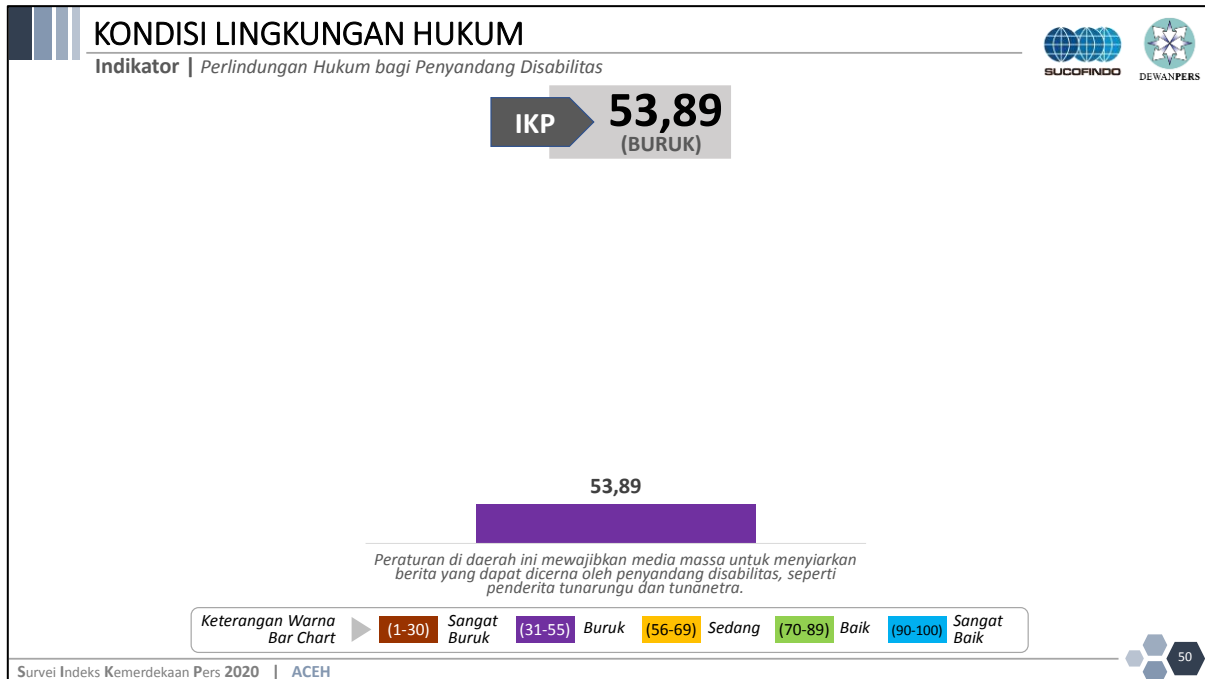 KONDISI LINGKUNGAN HUKUM
Indikator | Perlindungan Hukum bagi Penyandang Disabilitas
SUCOFINDO
DEWANPERS
IKP
53,89
(BURUK)
53,89
Peraturan di daerah ini mewajibkan media massa untuk menyiarkan
berita yang dapat dicerna oleh penyandang disabilitas, seperti
penderita tunarungu dan tunanetra.
Keterangan Warna
Bar Chart
(1-30) Sangat
Buruk
(31-55) Buruk
(56-69) Sedang
(70-89) Baik
(90-100) Sangat
Baik
Survei Indeks Kemerdekaan Pers 2020 | ACEH
50